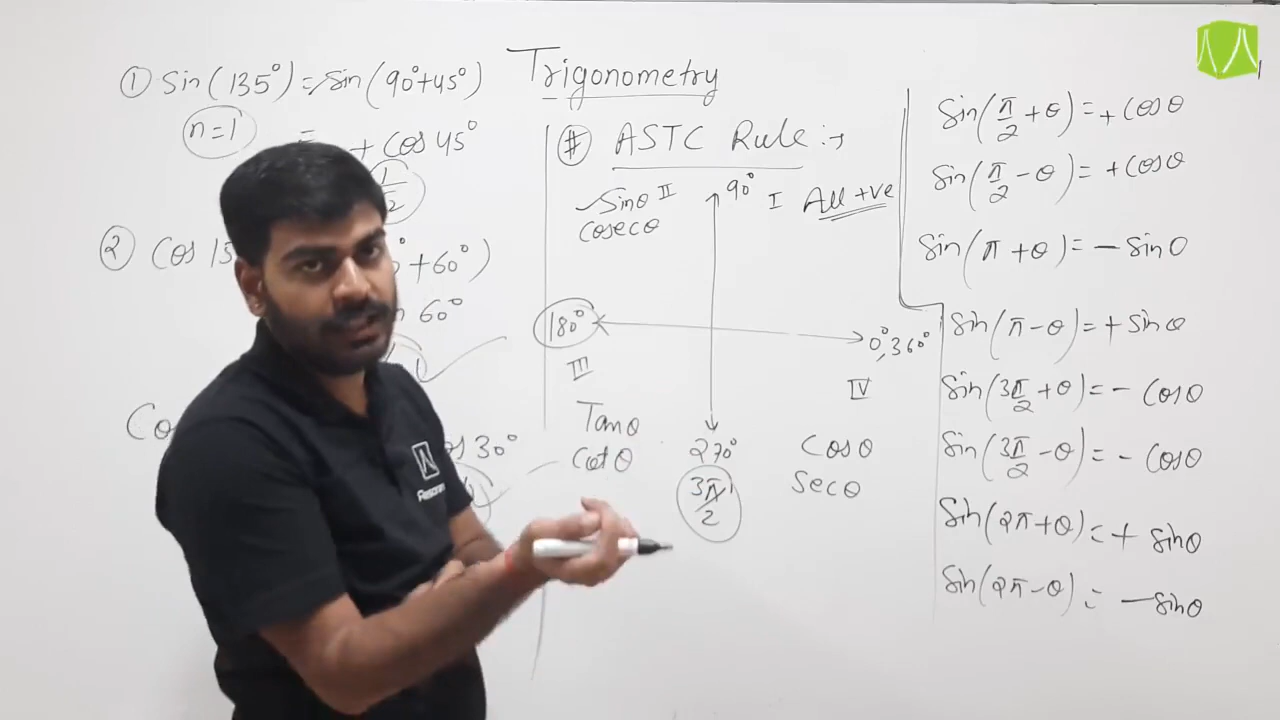 Trigonometry
① Sin(135°) = Sin(90°+45°)
n=1
= + Cos 45°
② Cos 15
+60°)
60°
Co
os 30°
# ASTC Rule :→
Sinθ II
Cosecθ
90°
I All +ve
180°
0°, 360°
III
IV
Tanθ
Cotθ
270°
3π/2
Cosθ
Secθ
Sin(π/2 + θ) = + Cosθ
Sin(π/2 - θ) = + Cosθ
Sin(π + θ) = - Sinθ
Sin(π - θ) = + Sinθ
Sin(3π/2 + θ) = - Cosθ
Sin(3π/2 - θ) = - Cosθ
Sin(2π + θ) = + Sinθ
Sin(2π - θ) = - Sinθ